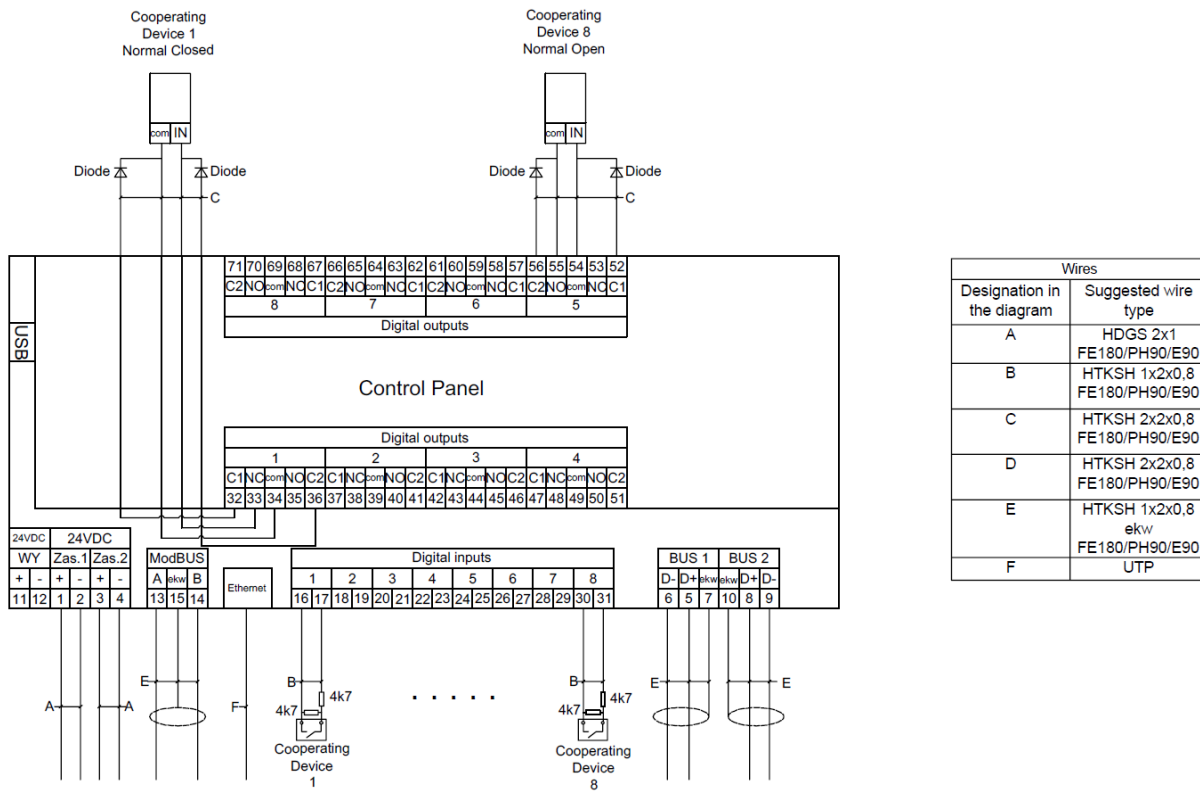 Cooperating
Device 1
Normal Closed
Cooperating
Device 8
Normal Open
com IN
com IN
Diode Diode
Diode Diode
C
C
71 70 69 68 67 66 65 64 63 62 61 60 59 58 57 56 55 54 53 52
C2 NO com NC C1 C2 NO com NC C1 C2 NO com NC C1 C2 NO com NC C1
8 7 6 5
Digital outputs
USB
Control Panel
Digital outputs
1 2 3 4
C1 NC com NO C2 C1 NC com NO C2 C1 NC com NO C2 C1 NC com NO C2
32 33 34 35 36 37 38 39 40 41 42 43 44 45 46 47 48 49 50 51
24VDC 24VDC
WY Zas.1 Zas.2
+ - + - + -
11 12 1 2 3 4
ModBUS
A ekw B
13 15 14
Ethernet
Digital inputs
1 2 3 4 5 6 7 8
16 17 18 19 20 21 22 23 24 25 26 27 28 29 30 31
BUS 1 BUS 2
D- D+ ekw ekw D+ D-
6 5 7 10 8 9
A A
E
F
B
4k7
4k7
Cooperating
Device
1
. . . . .
B
4k7
4k7
Cooperating
Device
8
E E
Wires
Designation in
the diagram
Suggested wire
type
A
HDGS 2x1
FE180/PH90/E90
B
HTKSH 1x2x0,8
FE180/PH90/E90
C
HTKSH 2x2x0,8
FE180/PH90/E90
D
HTKSH 2x2x0,8
FE180/PH90/E90
E
HTKSH 1x2x0,8
ekw
FE180/PH90/E90
F
UTP